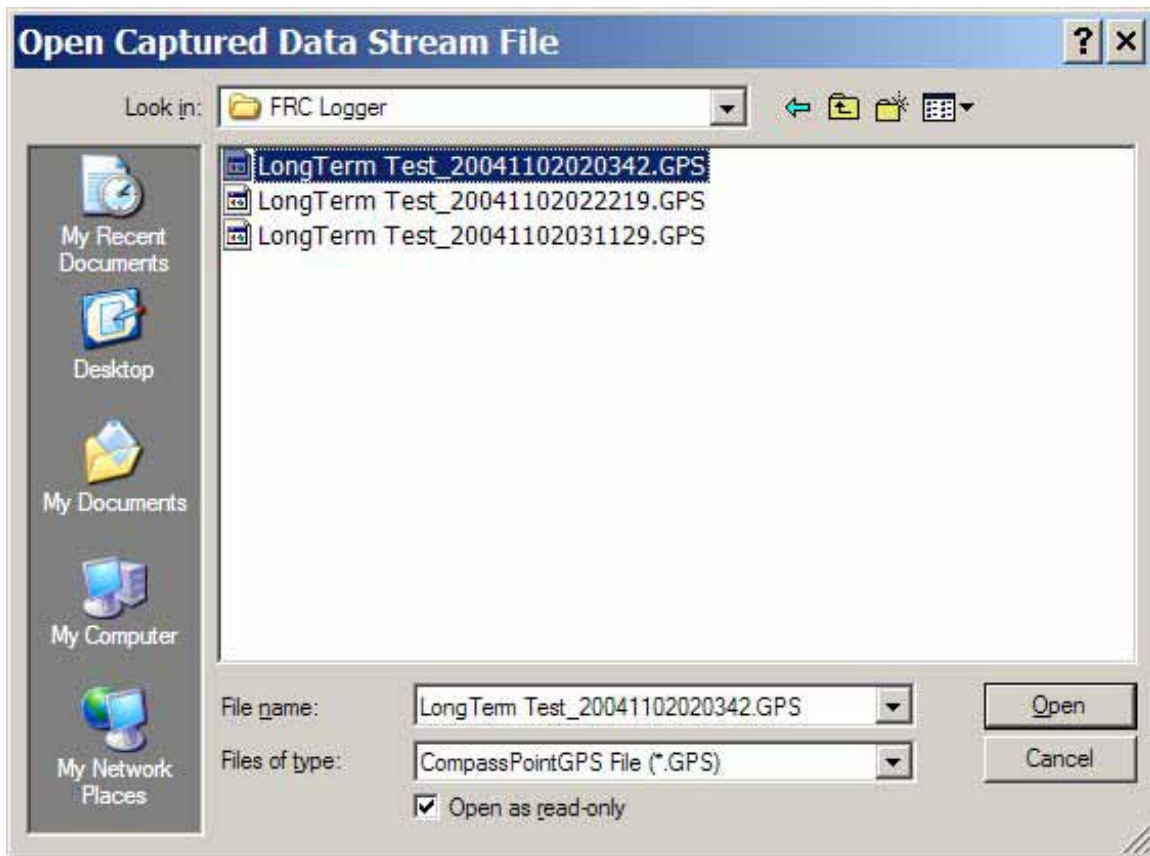 Open Captured Data Stream File
Look in:
FRC Logger
LongTerm Test_20041102020342.GPS
LongTerm Test_20041102022219.GPS
LongTerm Test_20041102031129.GPS
My Recent
Documents
Desktop
My Documents
My Computer
My Network
Places
File name:
LongTerm Test_20041102020342.GPS
Open
Files of type:
CompassPointGPS File (*.GPS)
Cancel
Open as read-only